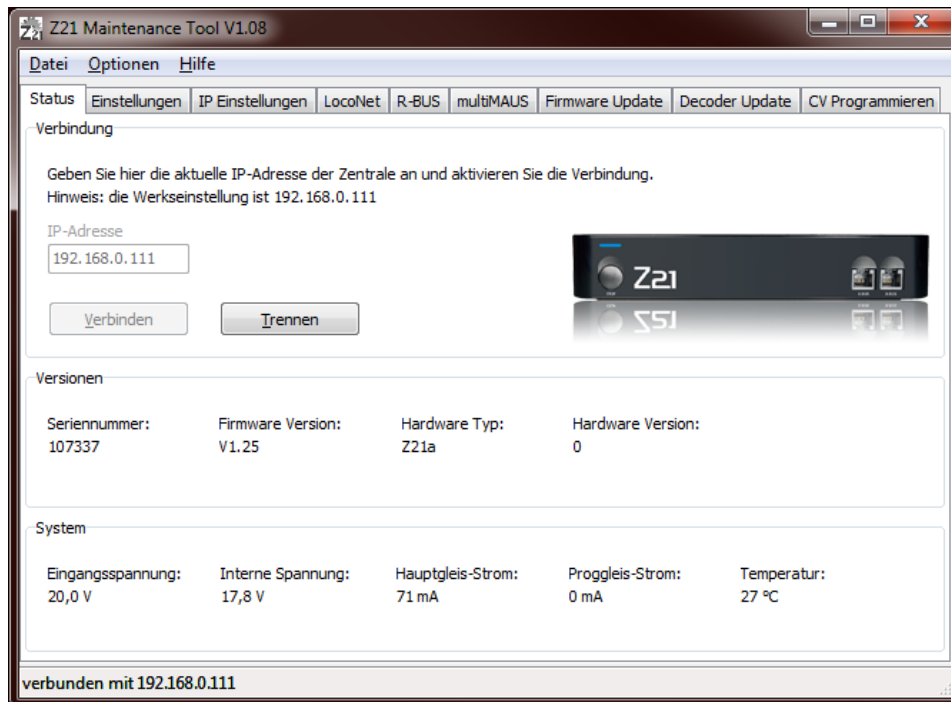 Z21 Maintenance Tool V1.08
Datei Optionen Hilfe
Status Einstellungen IP Einstellungen LocoNet R-BUS multiMAUS Firmware Update Decoder Update CV Programmieren
Verbindung
Geben Sie hier die aktuelle IP-Adresse der Zentrale an und aktivieren Sie die Verbindung.
Hinweis: die Werkseinstellung ist 192.168.0.111
IP-Adresse
192.168.0.111
Z21
Verbinden Trennen
Versionen
Seriennummer: Firmware Version: Hardware Typ: Hardware Version:
107337 V1.25 Z21a 0
System
Eingangsspannung: Interne Spannung: Hauptgleis-Strom: Proggleis-Strom: Temperatur:
20,0 V 17,8 V 71 mA 0 mA 27 °C
verbunden mit 192.168.0.111